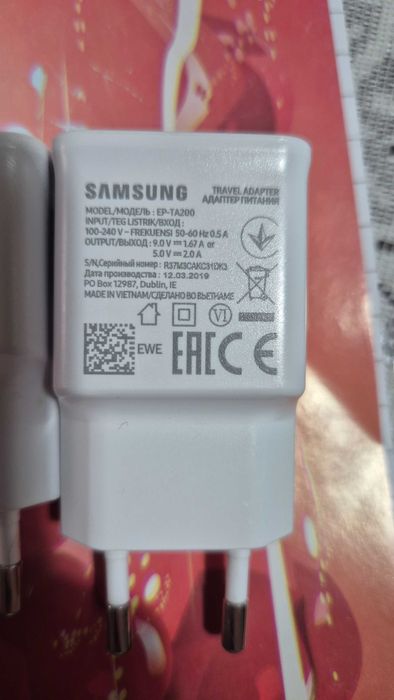 SAMSUNG
TRAVEL ADAPTER
АДАПТЕР ПИТАНИЯ
MODEL/МОДЕЛЬ : EP-TA200
INPUT/TEG LISTRIK/ВХОД :
100-240 V ~ FREKUENSI 50-60 Hz 0.5 A
OUTPUT/ВЫХОД : 9.0 V ⎓ 1.67 A or
5.0 V ⎓ 2.0 A
S/N,Серийный номер : R37M3CAKC31DK3
Дата производства : 12.03.2019
PO Box 12987, Dublin, IE
MADE IN VIETNAM/СДЕЛАНО ВО ВЬЕТНАМЕ
VI
EWE
EAC CE